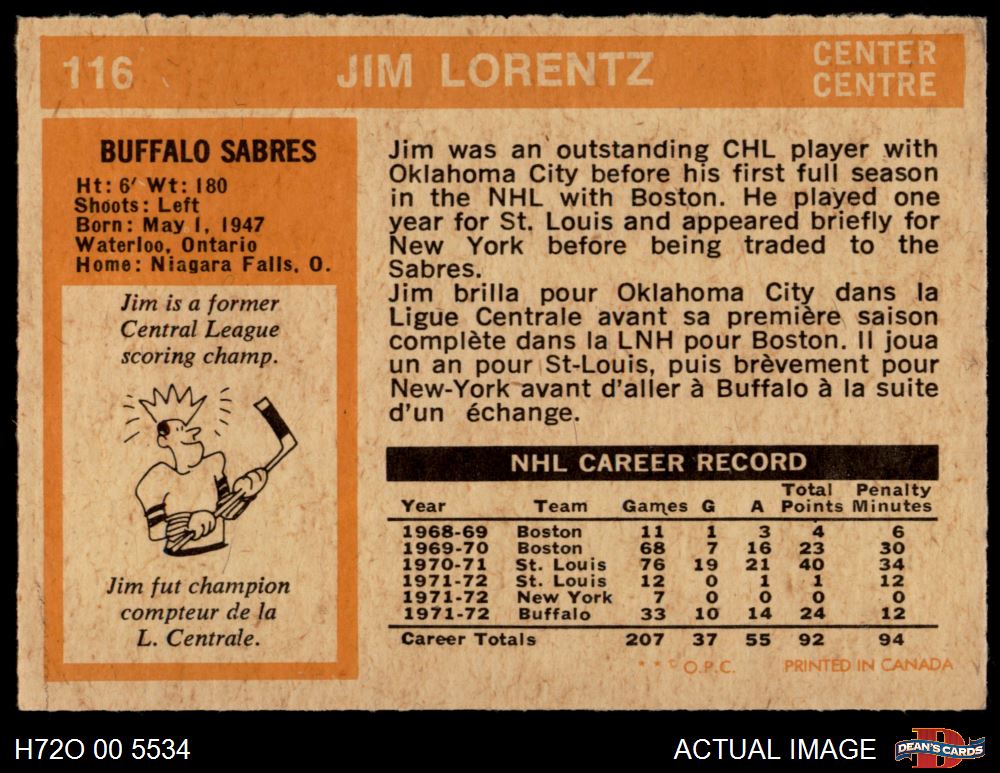 116 JIM LORENTZ CENTER
CENTRE
BUFFALO SABRES
Ht: 6' Wt: 180
Shoots: Left
Born: May 1, 1947
Waterloo, Ontario
Home: Niagara Falls, O.
Jim is a former
Central League
scoring champ.
Jim fut champion
compteur de la
L. Centrale.
Jim was an outstanding CHL player with
Oklahoma City before his first full season
in the NHL with Boston. He played one
year for St. Louis and appeared briefly for
New York before being traded to the
Sabres.
Jim brilla pour Oklahoma City dans la
Ligue Centrale avant sa première saison
complète dans la LNH pour Boston. Il joua
un an pour St-Louis, puis brèvement pour
New-York avant d'aller à Buffalo à la suite
d'un échange.
NHL CAREER RECORD
Total Penalty
Year Team Games G A Points Minutes
1968-69 Boston 11 1 3 4 6
1969-70 Boston 68 7 16 23 30
1970-71 St. Louis 76 19 21 40 34
1971-72 St. Louis 12 0 1 1 12
1971-72 New York 7 0 0 0 0
1971-72 Buffalo 33 10 14 24 12
Career Totals 207 37 55 92 94
* * © O.P.C. PRINTED IN CANADA
H72O 00 5534 ACTUAL IMAGE DEAN'S CARDS